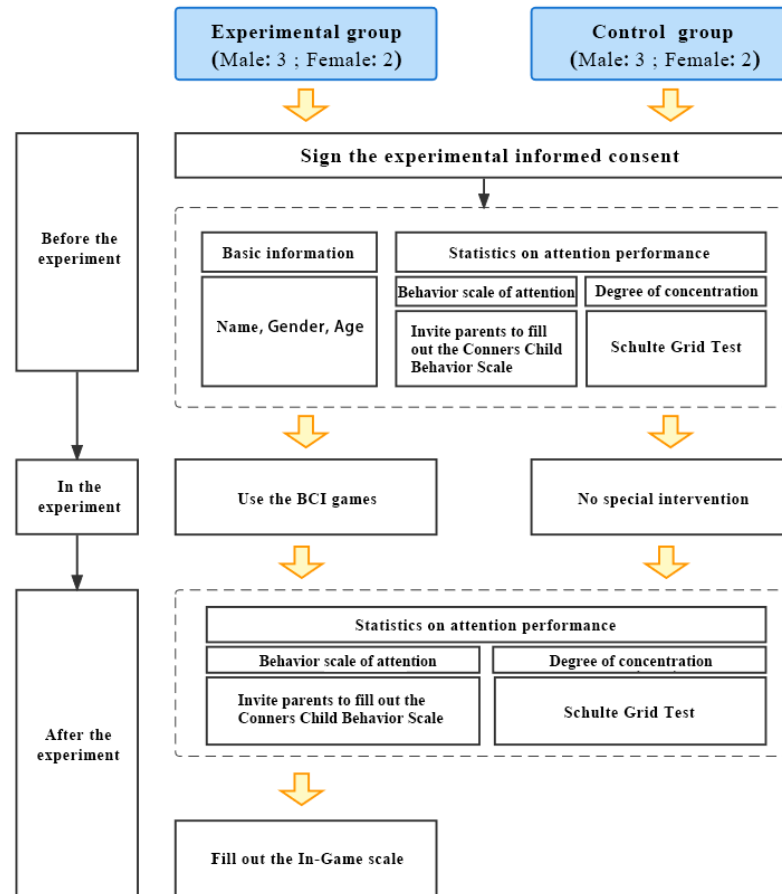 Experimental group
(Male: 3 ; Female: 2)
Control group
(Male: 3 ; Female: 2)
Before the
experiment
Sign the experimental informed consent
Basic information
Name, Gender, Age
Statistics on attention performance
Behavior scale of attention
Degree of concentration
Invite parents to fill
out the Conners Child
Behavior Scale
Schulte Grid Test
In the
experiment
Use the BCI games
No special intervention
After the
experiment
Statistics on attention performance
Behavior scale of attention
Degree of concentration
Invite parents to fill out the
Conners Child Behavior Scale
Schulte Grid Test
Fill out the In-Game scale